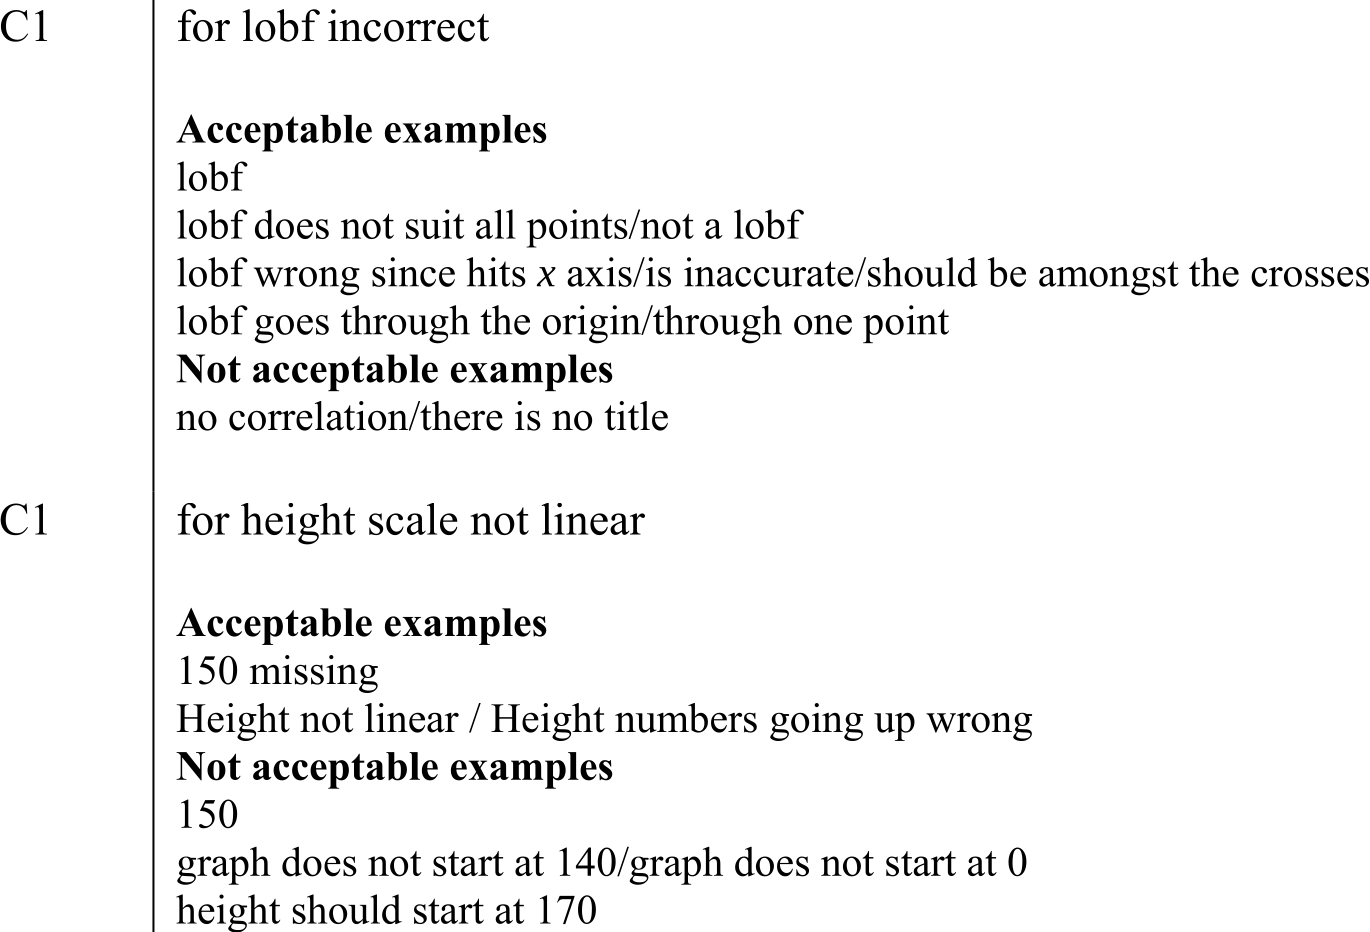 C1 for lobf incorrect
Acceptable examples
lobf
lobf does not suit all points/not a lobf
lobf wrong since hits x axis/is inaccurate/should be amongst the crosses
lobf goes through the origin/through one point
Not acceptable examples
no correlation/there is no title
C1 for height scale not linear
Acceptable examples
150 missing
Height not linear / Height numbers going up wrong
Not acceptable examples
150
graph does not start at 140/graph does not start at 0
height should start at 170